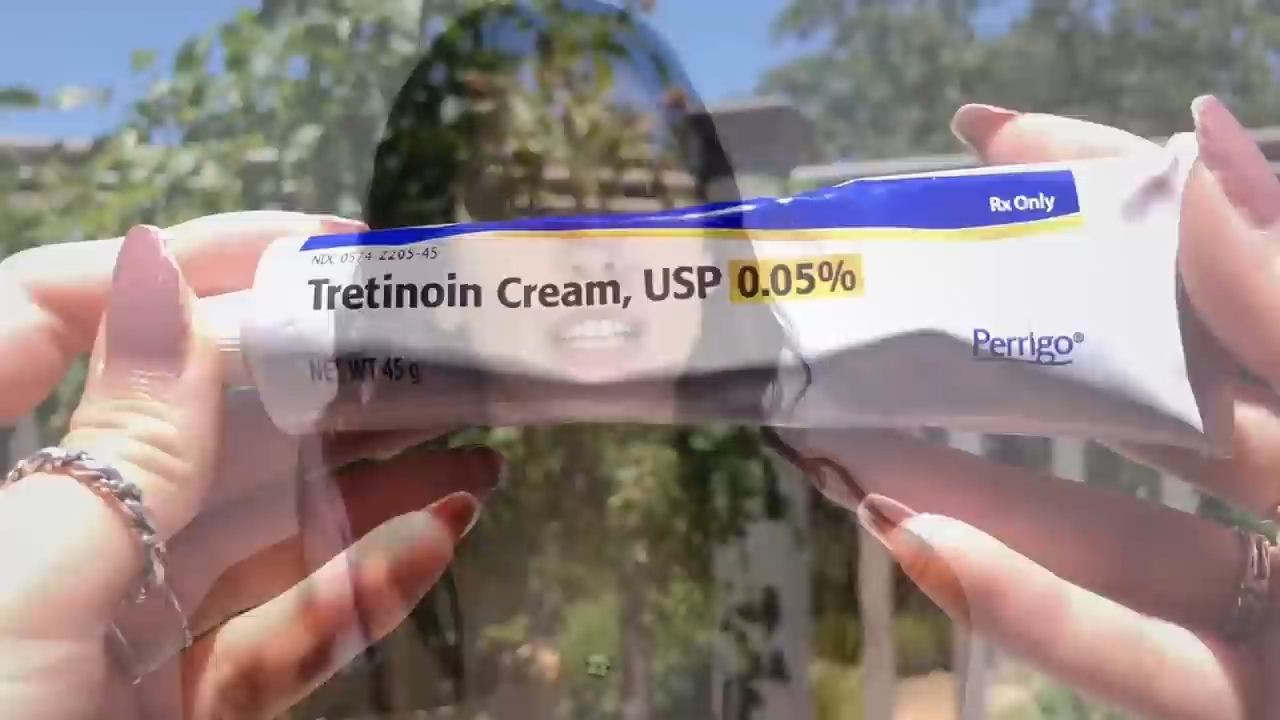 Rx Only
NDC 0574-2205-45
Tretinoin Cream, USP 0.05%
Perrigo®
NET WT 45 g